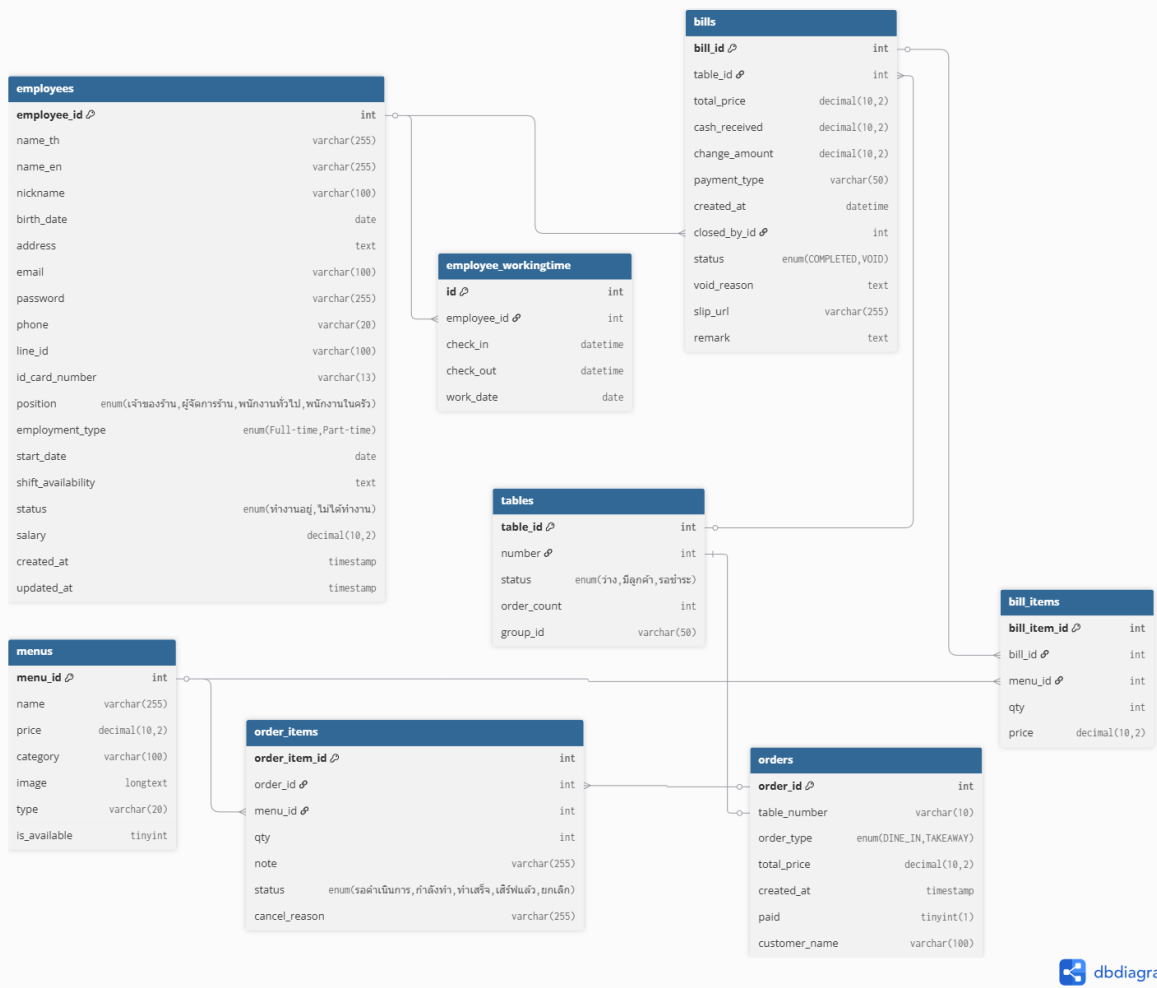 bills
bill_id int
table_id int
total_price decimal(10,2)
cash_received decimal(10,2)
change_amount decimal(10,2)
payment_type varchar(50)
created_at datetime
closed_by_id int
status enum(COMPLETED,VOID)
void_reason text
slip_url varchar(255)
remark text
employees
employee_id int
name_th varchar(255)
name_en varchar(255)
nickname varchar(100)
birth_date date
address text
email varchar(100)
password varchar(255)
phone varchar(20)
line_id varchar(100)
id_card_number varchar(13)
position enum(เจ้าของร้าน,ผู้จัดการร้าน,พนักงานทั่วไป,พนักงานในครัว)
employment_type enum(Full-time,Part-time)
start_date date
shift_availability text
status enum(ทำงานอยู่,ไม่ได้ทำงาน)
salary decimal(10,2)
created_at timestamp
updated_at timestamp
employee_workingtime
id int
employee_id int
check_in datetime
check_out datetime
work_date date
tables
table_id int
number int
status enum(ว่าง,มีลูกค้า,รอชำระ)
order_count int
group_id varchar(50)
bill_items
bill_item_id int
bill_id int
menu_id int
qty int
price decimal(10,2)
menus
menu_id int
name varchar(255)
price decimal(10,2)
category varchar(100)
image longtext
type varchar(20)
is_available tinyint
order_items
order_item_id int
order_id int
menu_id int
qty int
note varchar(255)
status enum(รอดำเนินการ,กำลังทำ,ทำเสร็จ,เสิร์ฟแล้ว,ยกเลิก)
cancel_reason varchar(255)
orders
order_id int
table_number varchar(10)
order_type enum(DINE_IN,TAKEAWAY)
total_price decimal(10,2)
created_at timestamp
paid tinyint(1)
customer_name varchar(100)
dbdiagra